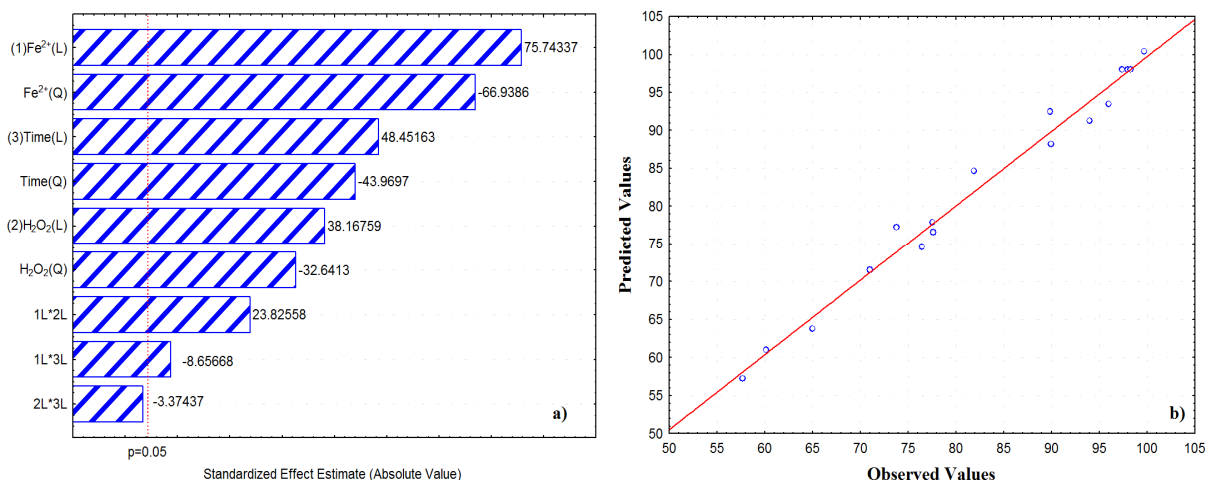 (1)Fe²⁺(L) 75.74337
Fe²⁺(Q) -66.9386
(3)Time(L) 48.45163
Time(Q) -43.9697
(2)H₂O₂(L) 38.16759
H₂O₂(Q) -32.6413
1L*2L 23.82558
1L*3L -8.65668
2L*3L -3.37437
a)
p=0.05
Standardized Effect Estimate (Absolute Value)
105
100
95
90
85
80
75
70
65
60
55
50
Predicted Values
b)
50 55 60 65 70 75 80 85 90 95 100 105
Observed Values